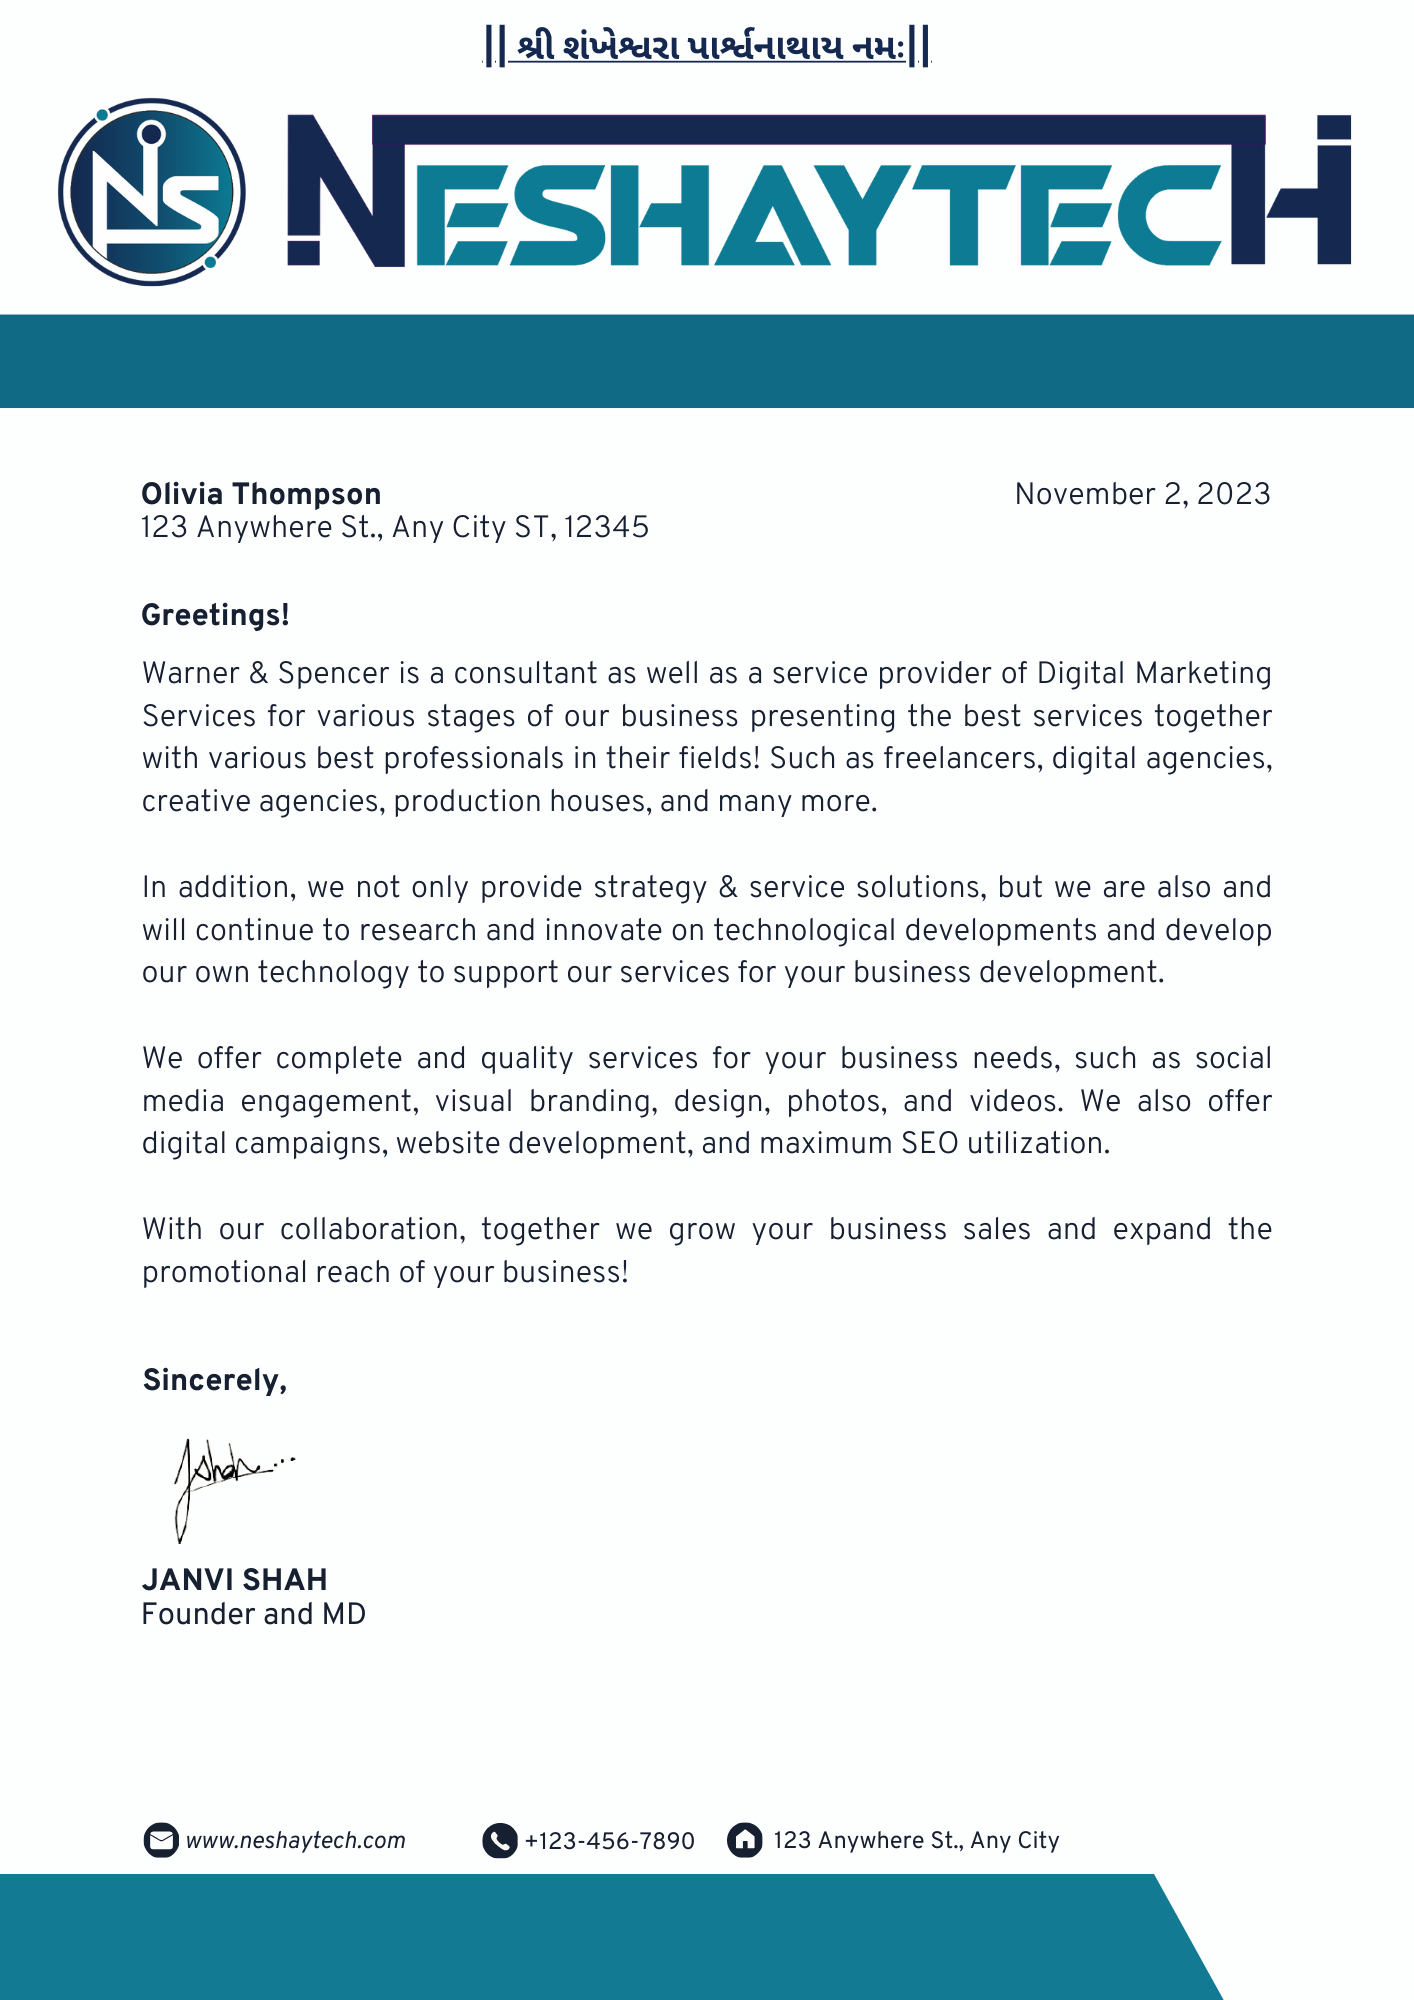 || શ્રી શંખેશ્વરા પાર્શ્વનાથાય નમઃ||
NS
NESHAYTECH
Olivia Thompson
November 2, 2023
123 Anywhere St., Any City ST, 12345
Greetings!
Warner & Spencer is a consultant as well as a service provider of Digital Marketing
Services for various stages of our business presenting the best services together
with various best professionals in their fields! Such as freelancers, digital agencies,
creative agencies, production houses, and many more.
In addition, we not only provide strategy & service solutions, but we are also and
will continue to research and innovate on technological developments and develop
our own technology to support our services for your business development.
We offer complete and quality services for your business needs, such as social
media engagement, visual branding, design, photos, and videos. We also offer
digital campaigns, website development, and maximum SEO utilization.
With our collaboration, together we grow your business sales and expand the
promotional reach of your business!
Sincerely,
Jshah...
JANVI SHAH
Founder and MD
www.neshaytech.com
+123-456-7890
123 Anywhere St., Any City